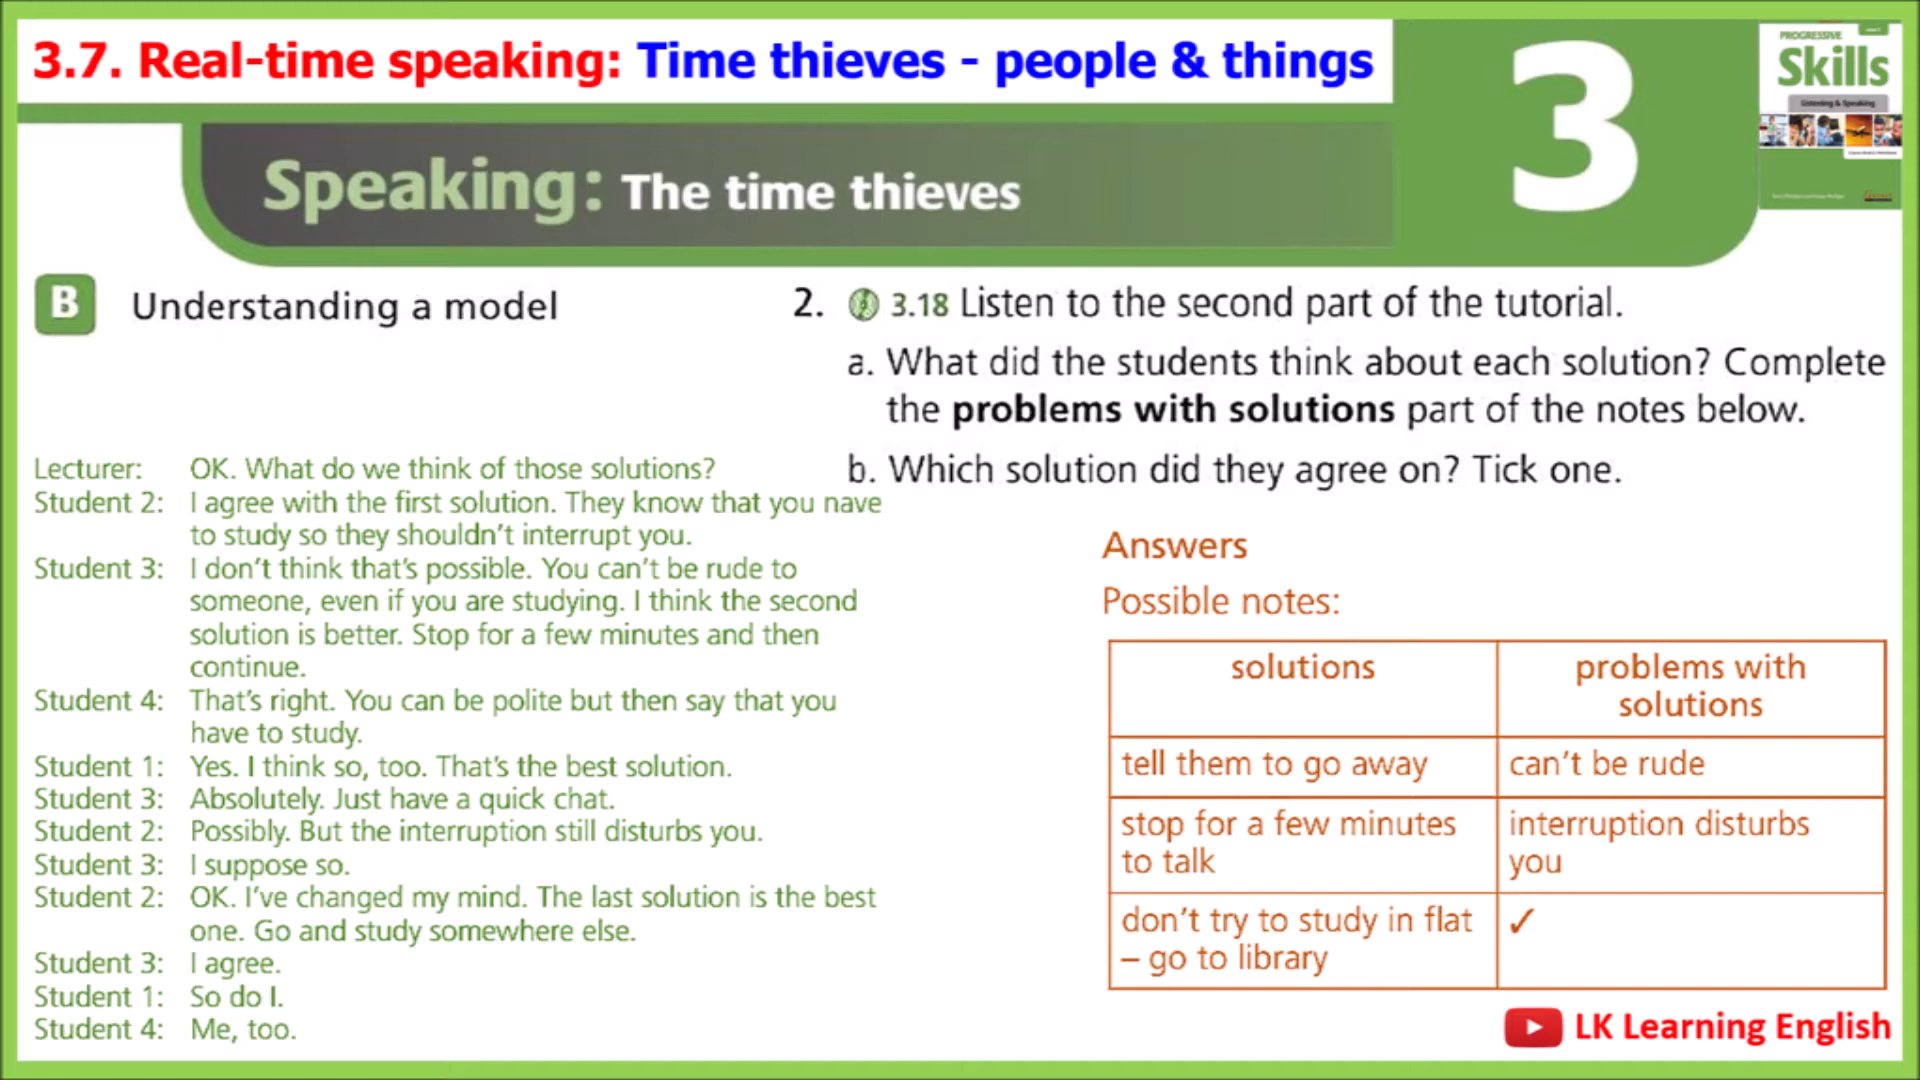 3.7. Real-time speaking: Time thieves - people & things
3
PROGRESSIVE
Skills
Listening & Speaking
Speaking: The time thieves
B Understanding a model
2. 3.18 Listen to the second part of the tutorial.
a. What did the students think about each solution? Complete
the problems with solutions part of the notes below.
b. Which solution did they agree on? Tick one.
Lecturer: OK. What do we think of those solutions?
Student 2: I agree with the first solution. They know that you have
to study so they shouldn't interrupt you.
Student 3: I don't think that's possible. You can't be rude to
someone, even if you are studying. I think the second
solution is better. Stop for a few minutes and then
continue.
Student 4: That's right. You can be polite but then say that you
have to study.
Student 1: Yes. I think so, too. That's the best solution.
Student 3: Absolutely. Just have a quick chat.
Student 2: Possibly. But the interruption still disturbs you.
Student 3: I suppose so.
Student 2: OK. I've changed my mind. The last solution is the best
one. Go and study somewhere else.
Student 3: I agree.
Student 1: So do I.
Student 4: Me, too.
Answers
Possible notes:
solutions
problems with
solutions
tell them to go away
can't be rude
stop for a few minutes
to talk
interruption disturbs
you
don't try to study in flat
– go to library
✓
LK Learning English